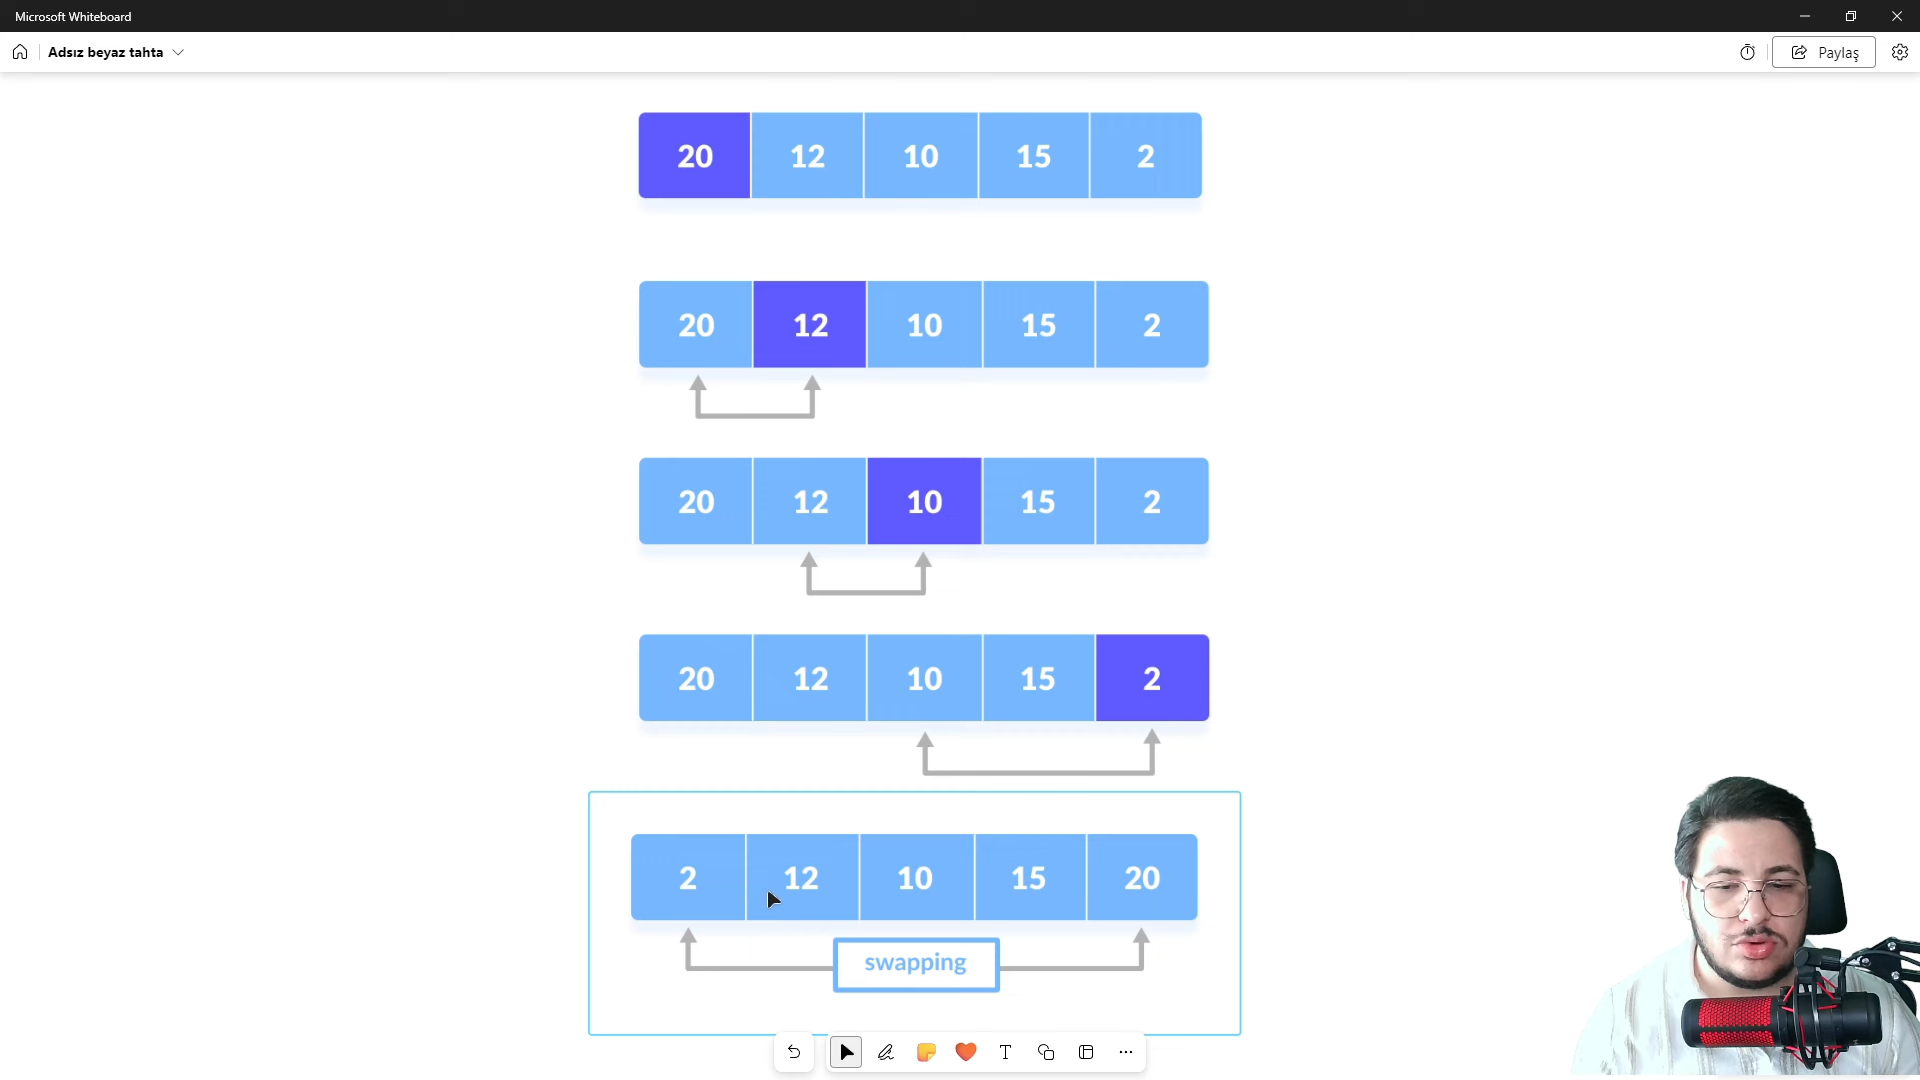 Microsoft Whiteboard
Adsız beyaz tahta
Paylaş
20 12 10 15 2
20 12 10 15 2
20 12 10 15 2
20 12 10 15 2
2 12 10 15 20
swapping
T